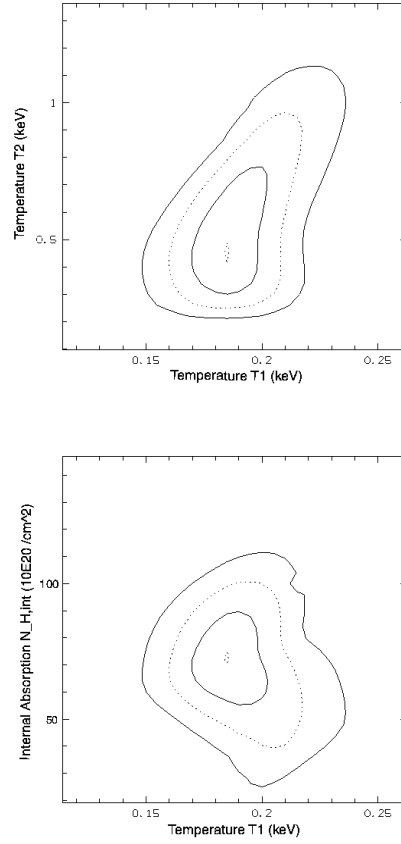 1
Temperature T2 (keV)
0.5
0.15
0.2
0.25
Temperature T1 (keV)
Internal Absorption N_H,int (10E20 /cm^2)
100
50
0.15
0.2
0.25
Temperature T1 (keV)